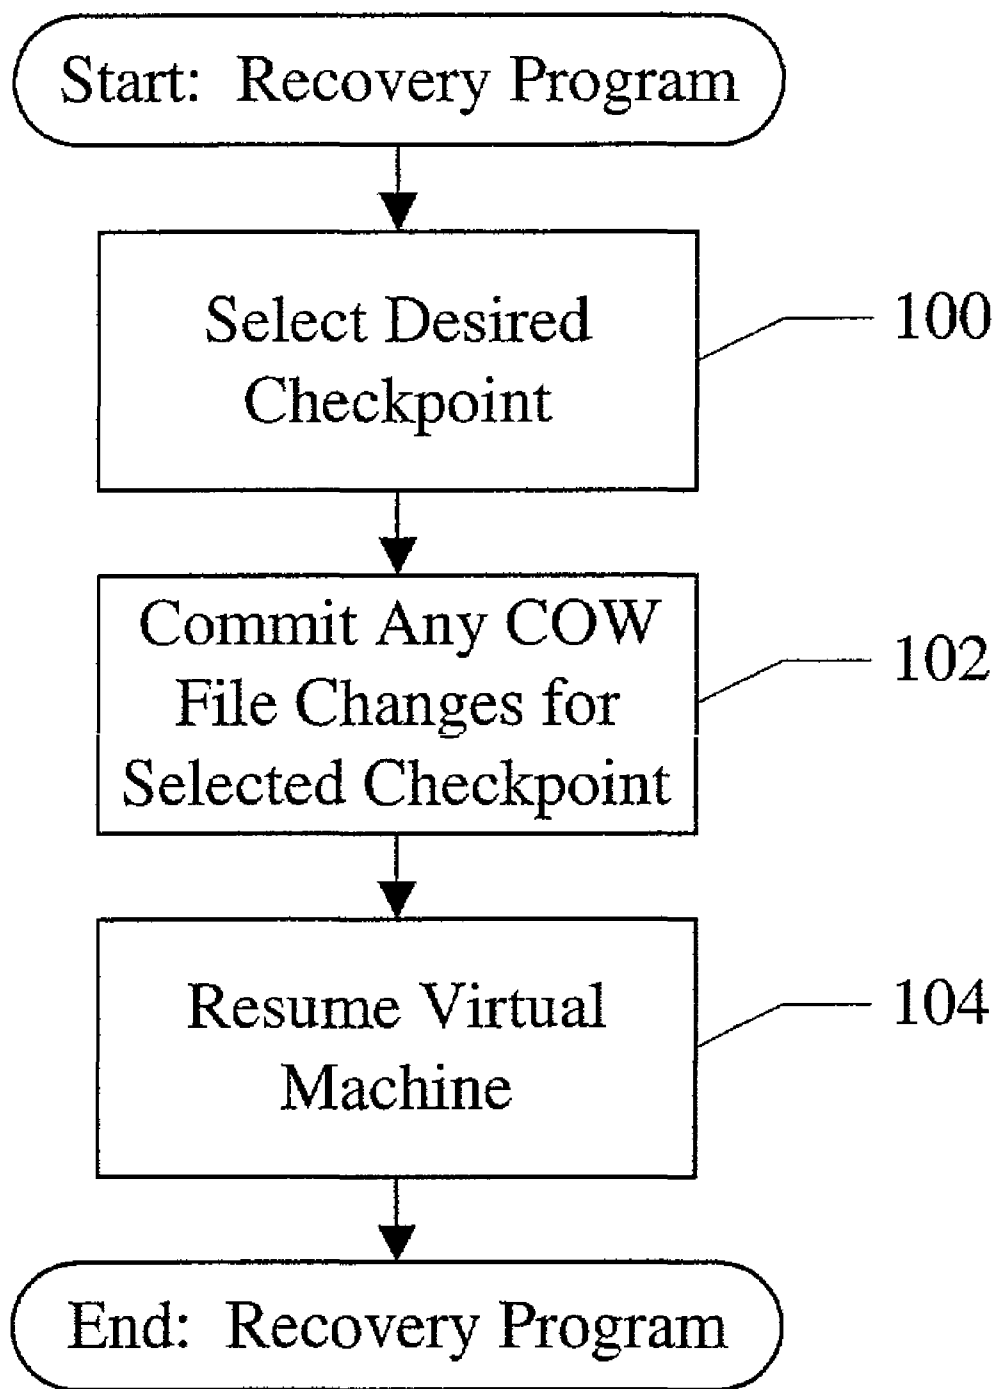 Start: Recovery Program
Select Desired
Checkpoint
100
Commit Any COW
File Changes for
Selected Checkpoint
102
Resume Virtual
Machine
104
End: Recovery Program